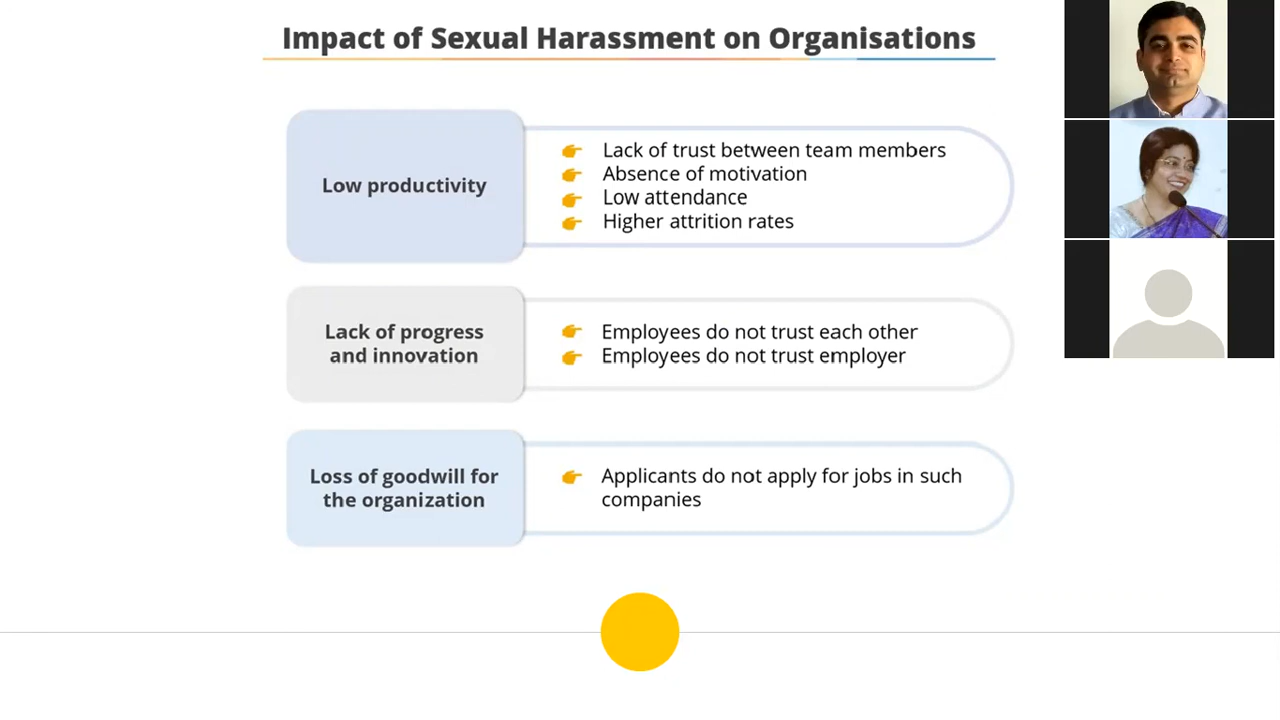 Impact of Sexual Harassment on Organisations
Low productivity
Lack of trust between team members
Absence of motivation
Low attendance
Higher attrition rates
Lack of progress
and innovation
Employees do not trust each other
Employees do not trust employer
Loss of goodwill for
the organization
Applicants do not apply for jobs in such
companies